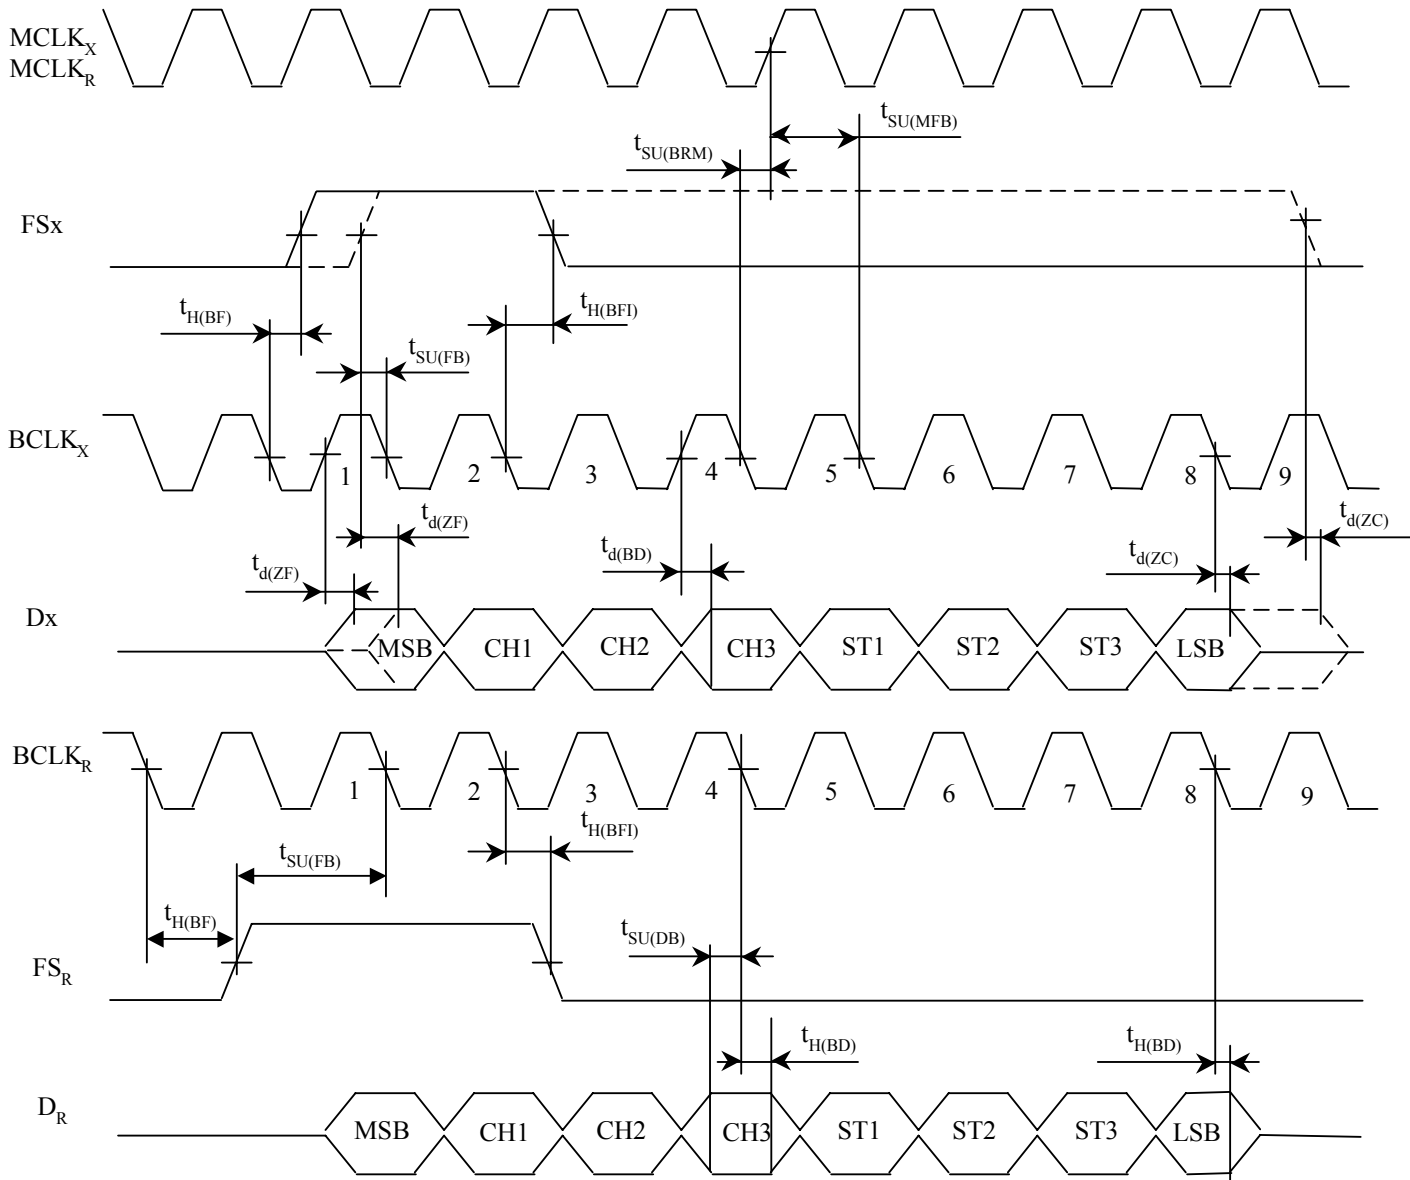 MCLKX
MCLKR
tSU(MFB)
tSU(BRM)
FSx
tH(BF)
tH(BFI)
tSU(FB)
BCLKX
1 2 3 4 5 6 7 8 9
td(ZF)
td(ZC)
td(BD)
td(ZC)
td(ZF)
Dx
MSB CH1 CH2 CH3 ST1 ST2 ST3 LSB
BCLKR
1 2 3 4 5 6 7 8 9
tH(BFI)
tSU(FB)
tH(BF)
tSU(DB)
FSR
tH(BD)
tH(BD)
DR
MSB CH1 CH2 CH3 ST1 ST2 ST3 LSB